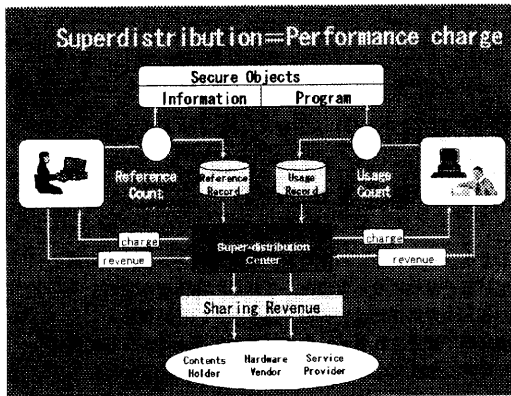 Superdistribution=Performance charge
Secure Objects
Information Program
Reference
Count
Reference
Record
Usage
Record
Usage
Count
charge
revenue
Super-distribution
Center
charge
revenue
Sharing Revenue
Contents
Holder
Hardware
Vendor
Service
Provider